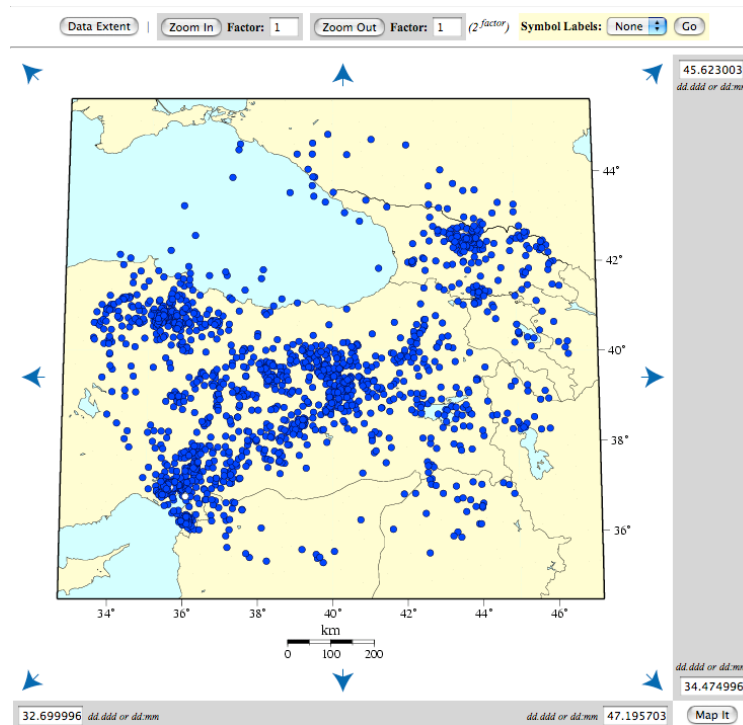 Data Extent | Zoom In Factor: 1 Zoom Out Factor: 1 (2^factor) Symbol Labels: None Go
45.623003
dd.ddd or dd:mm
44°
42°
40°
38°
36°
34° 36° 38° 40° 42° 44° 46°
km
0 100 200
dd.ddd or dd:mm
34.474996
32.699996 dd.ddd or dd:mm dd.ddd or dd:mm 47.195703 Map It